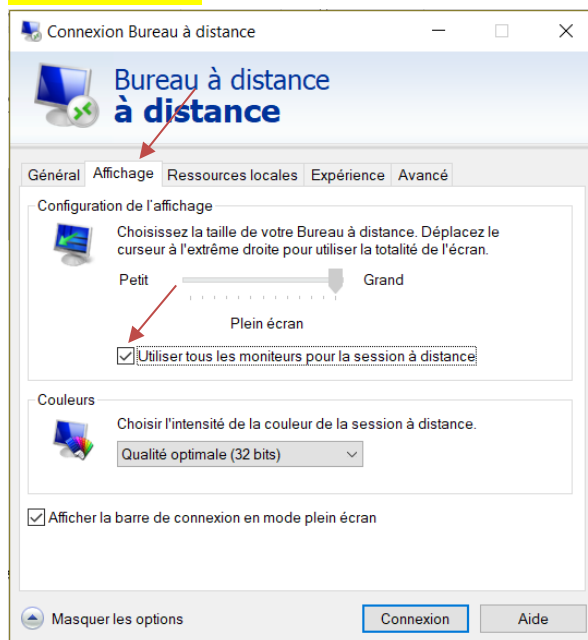 Connexion Bureau à distance
Bureau à distance
à distance
Général Affichage Ressources locales Expérience Avancé
Configuration de l'affichage
Choisissez la taille de votre Bureau à distance. Déplacez le
curseur à l'extrême droite pour utiliser la totalité de l'écran.
Petit Grand
Plein écran
Utiliser tous les moniteurs pour la session à distance
Couleurs
Choisir l'intensité de la couleur de la session à distance.
Qualité optimale (32 bits)
Afficher la barre de connexion en mode plein écran
Masquer les options Connexion Aide